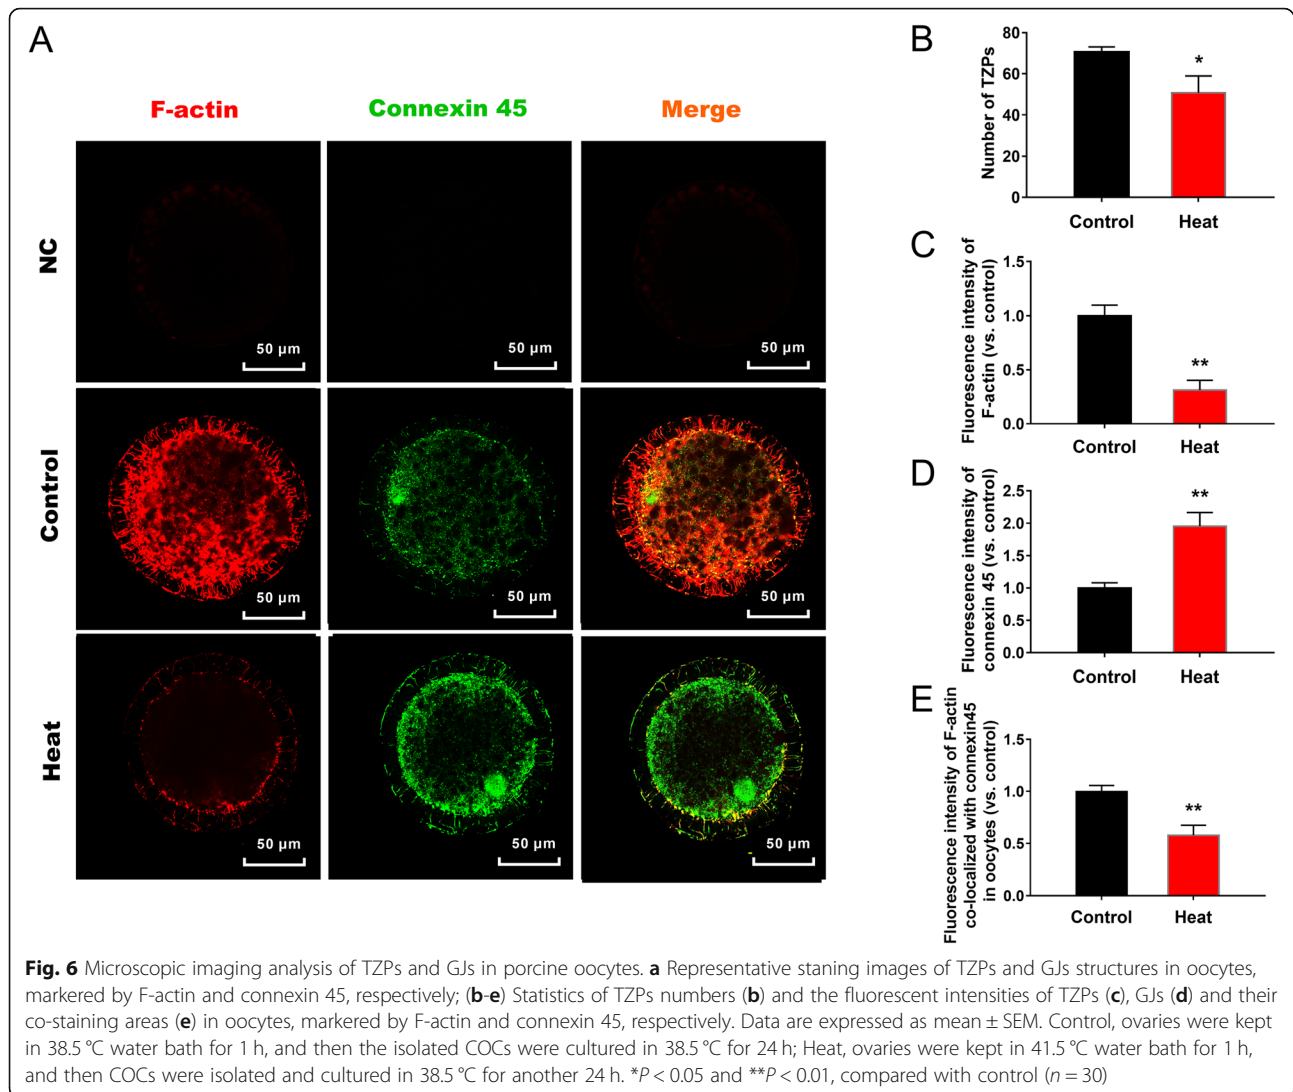 A
F-actin
Connexin 45
Merge
NC
50 µm
50 µm
50 µm
Control
50 µm
50 µm
50 µm
Heat
50 µm
50 µm
50 µm
B
Number of TZPs
80
60
40
20
0
*
Control
Heat
C
Fluorescence intensity of
F-actin (vs. control)
1.5
1.0
0.5
0.0
**
Control
Heat
D
Fluorescence intensity of
connexin 45 (vs. control)
2.5
2.0
1.5
1.0
0.5
0.0
**
Control
Heat
E
Fluorescence intensity of F-actin
co-localized with connexin45
in oocytes (vs. control)
1.5
1.0
0.5
0.0
**
Control
Heat
Fig. 6 Microscopic imaging analysis of TZPs and GJs in porcine oocytes. a Representative staning images of TZPs and GJs structures in oocytes,
markered by F-actin and connexin 45, respectively; (b-e) Statistics of TZPs numbers (b) and the fluorescent intensities of TZPs (c), GJs (d) and their
co-staining areas (e) in oocytes, markered by F-actin and connexin 45, respectively. Data are expressed as mean ± SEM. Control, ovaries were kept
in 38.5 °C water bath for 1 h, and then the isolated COCs were cultured in 38.5 °C for 24 h; Heat, ovaries were kept in 41.5 °C water bath for 1 h,
and then COCs were isolated and cultured in 38.5 °C for another 24 h. *P < 0.05 and **P < 0.01, compared with control (n = 30)